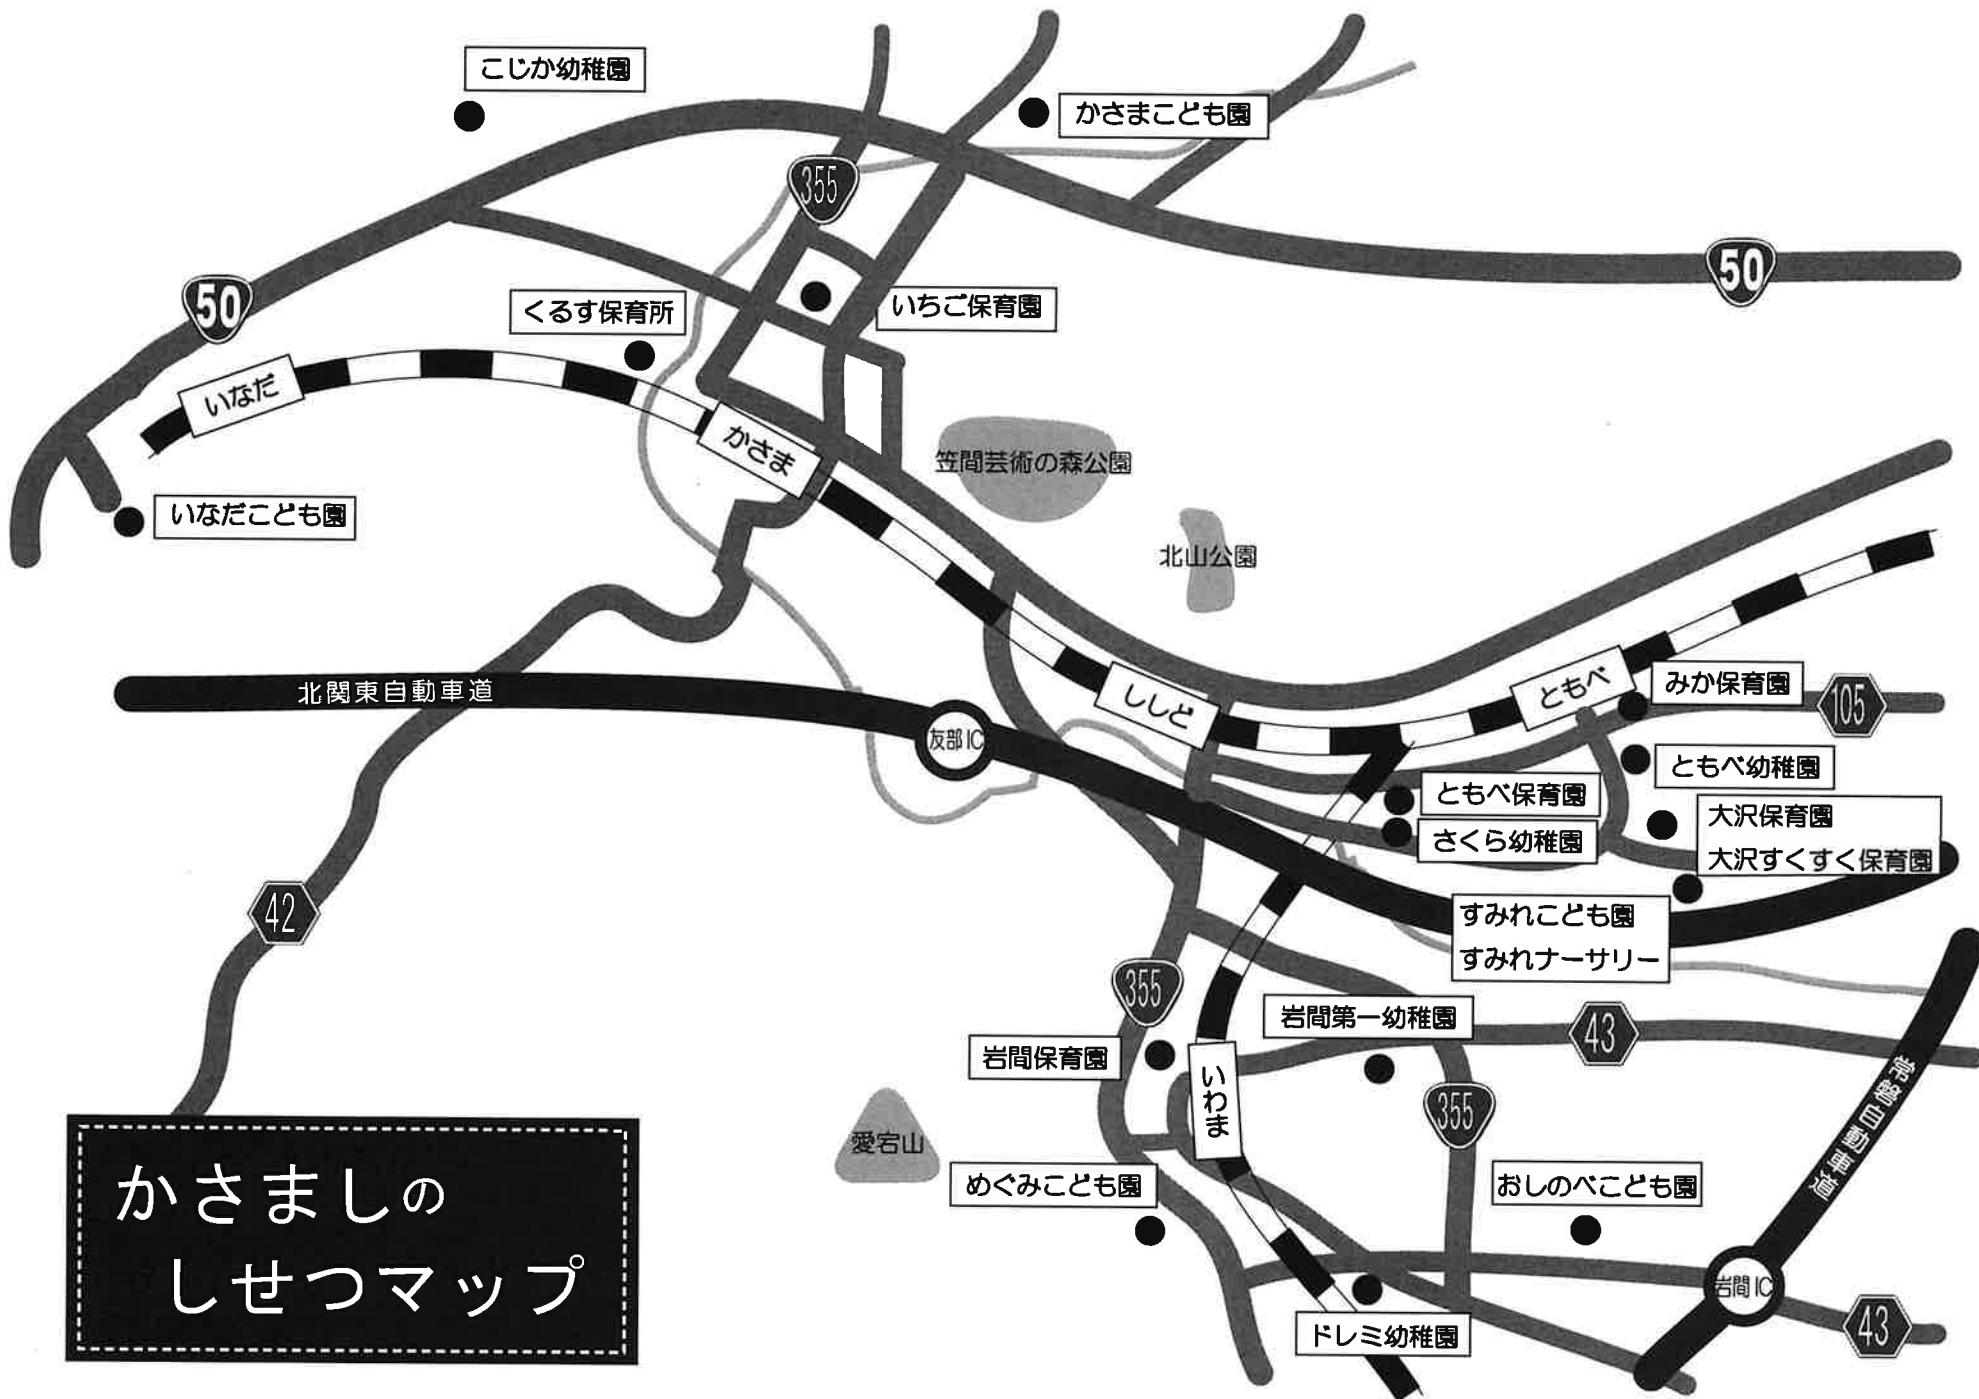 こじか幼稚園
かさまこども園
355
50
50
くるす保育所
いちご保育園
いなだ
かさま
笠間芸術の森公園
いなだこども園
北山公園
北関東自動車道
友部IC
ししど
ともべ
みか保育園
105
ともべ幼稚園
ともべ保育園
さくら幼稚園
大沢保育園
大沢すくすく保育園
42
すみれこども園
すみれナーサリー
355
岩間第一幼稚園
43
岩間保育園
いわま
355
常磐自動車道
愛宕山
めぐみこども園
おしのべこども園
岩間IC
43
ドレミ幼稚園
かさましの
しせつマップ